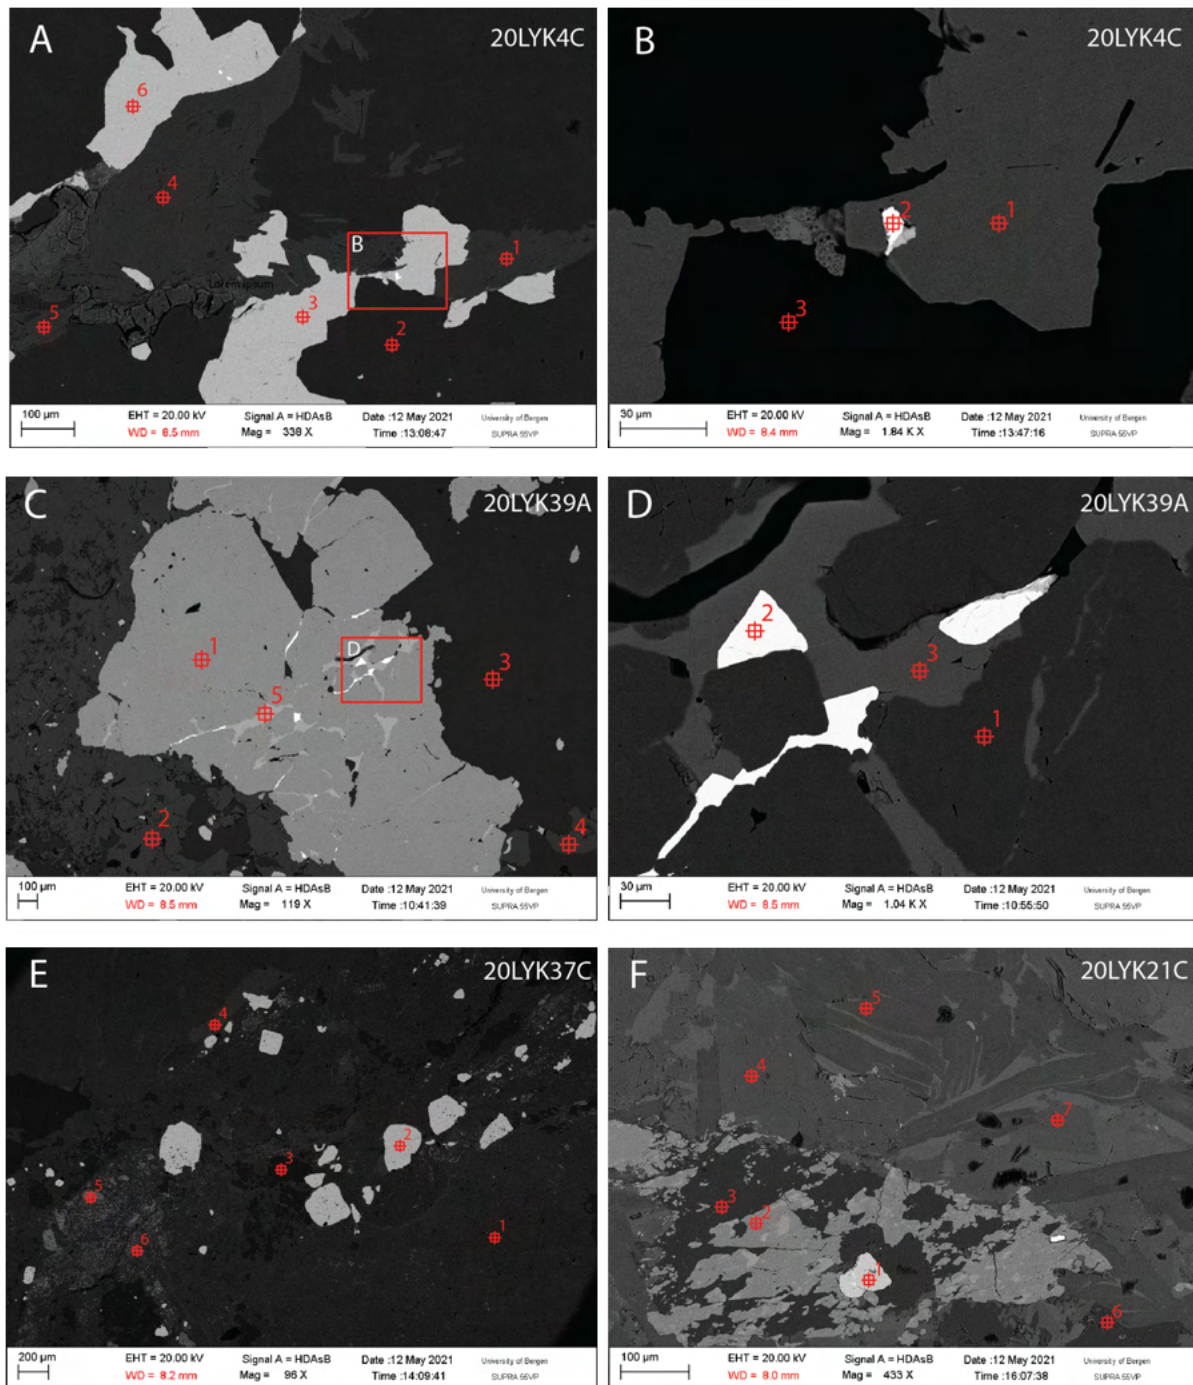 A 20LYK4C
6
4
B
1
3
5
2
Lorem ipsum
100 µm EHT = 20.00 kV Signal A = HDAsB Date :12 May 2021 University of Bergen
WD = 8.5 mm Mag = 338 X Time :13:08:47 SUPRA 55VP
B 20LYK4C
2 1
3
30 µm EHT = 20.00 kV Signal A = HDAsB Date :12 May 2021 University of Bergen
WD = 8.4 mm Mag = 1.84 K X Time :13:47:16 SUPRA 55VP
C 20LYK39A
1
D
3
5
2
4
100 µm EHT = 20.00 kV Signal A = HDAsB Date :12 May 2021 University of Bergen
WD = 8.5 mm Mag = 119 X Time :10:41:39 SUPRA 55VP
D 20LYK39A
2
3
1
30 µm EHT = 20.00 kV Signal A = HDAsB Date :12 May 2021 University of Bergen
WD = 8.5 mm Mag = 1.04 K X Time :10:55:50 SUPRA 55VP
E 20LYK37C
4
2
3
5
1
6
200 µm EHT = 20.00 kV Signal A = HDAsB Date :12 May 2021 University of Bergen
WD = 8.2 mm Mag = 96 X Time :14:09:41 SUPRA 55VP
F 20LYK21C
5
4
7
3
2
1
6
100 µm EHT = 20.00 kV Signal A = HDAsB Date :12 May 2021 University of Bergen
WD = 8.0 mm Mag = 433 X Time :16:07:38 SUPRA 55VP